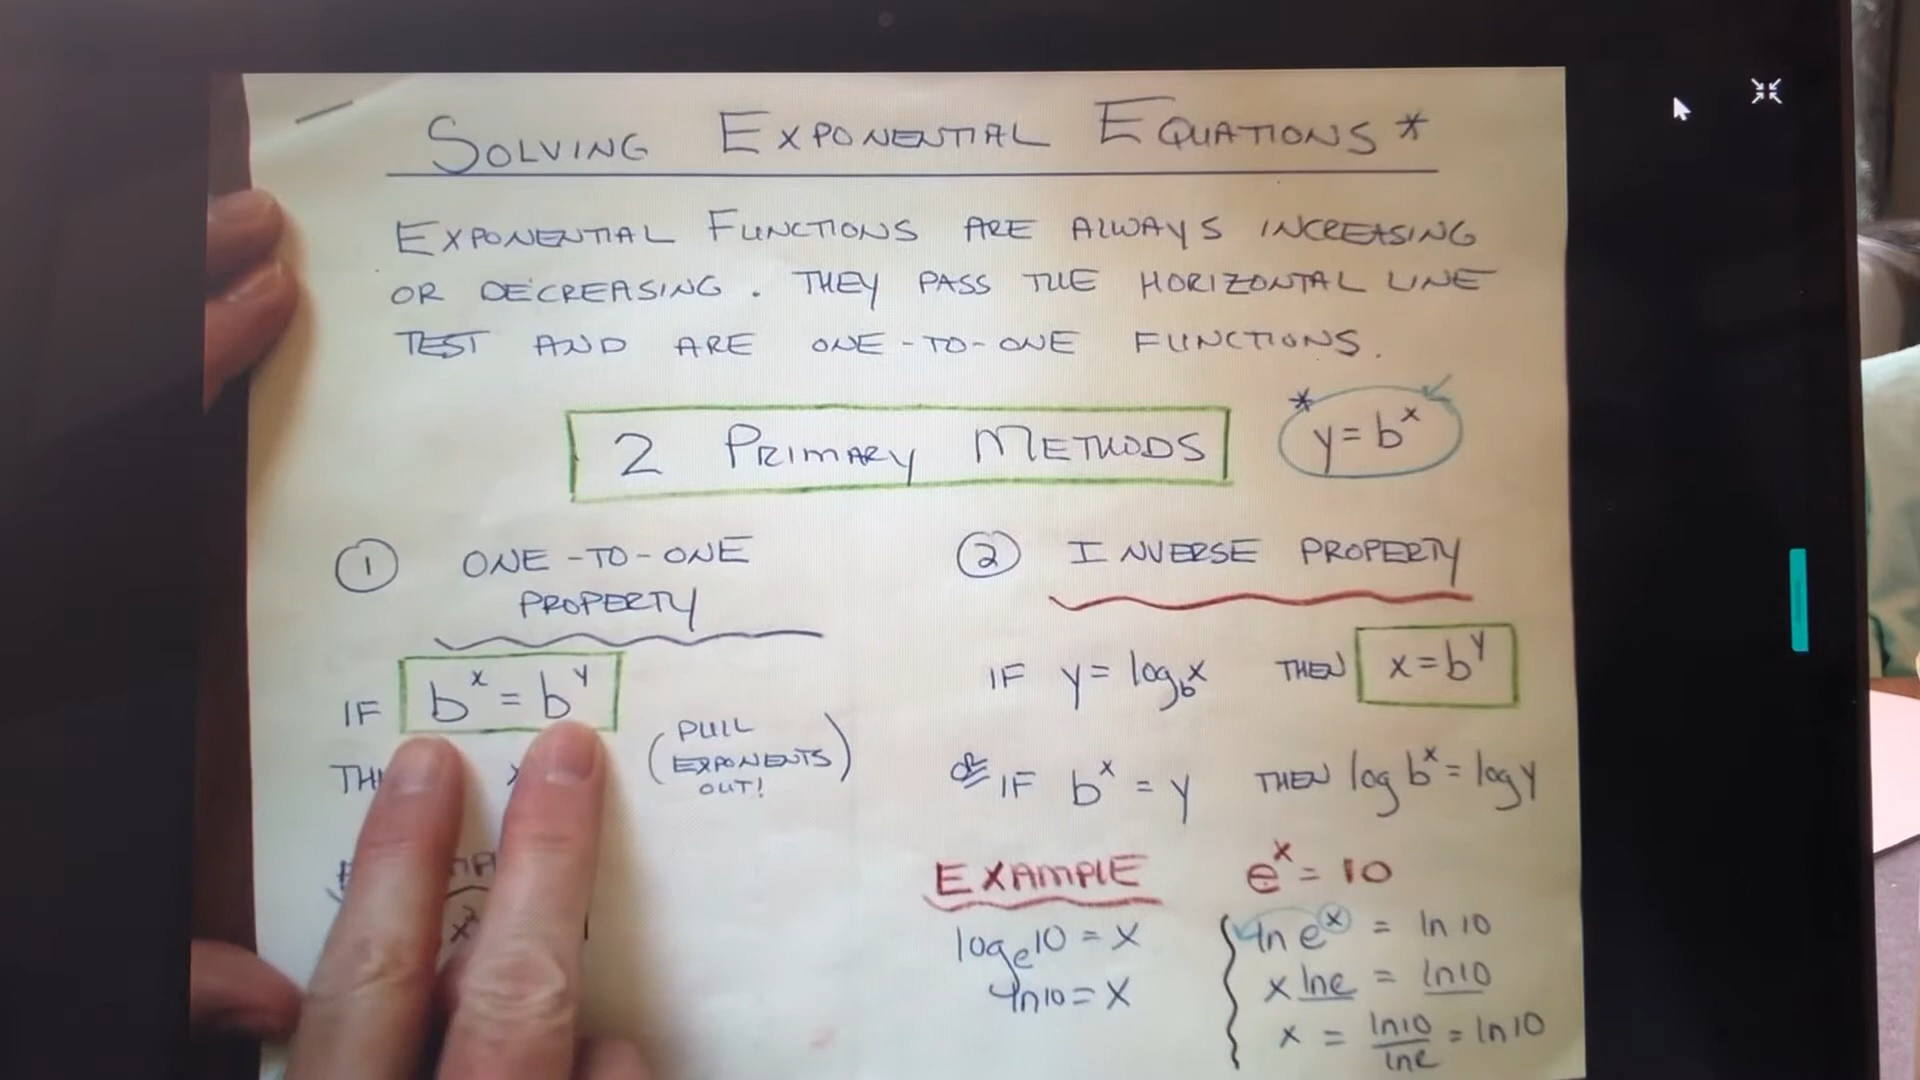 SOLVING EXPONENTIAL EQUATIONS *
EXPONENTIAL FUNCTIONS ARE ALWAYS INCREASING
OR DECREASING. THEY PASS THE HORIZONTAL LINE
TEST AND ARE ONE-TO-ONE FUNCTIONS.
2 PRIMARY METHODS
* y = b^x
① ONE-TO-ONE
PROPERTY
IF b^x = b^y
(PULL
EXPONENTS
OUT!)
② INVERSE PROPERTY
IF y = log_b x THEN x = b^y
OR IF b^x = y THEN log b^x = log y
EXAMPLE e^x = 10
log_e 10 = x
ln 10 = x
ln e^x = ln 10
x ln e = ln 10
x = ln 10 / ln e = ln 10